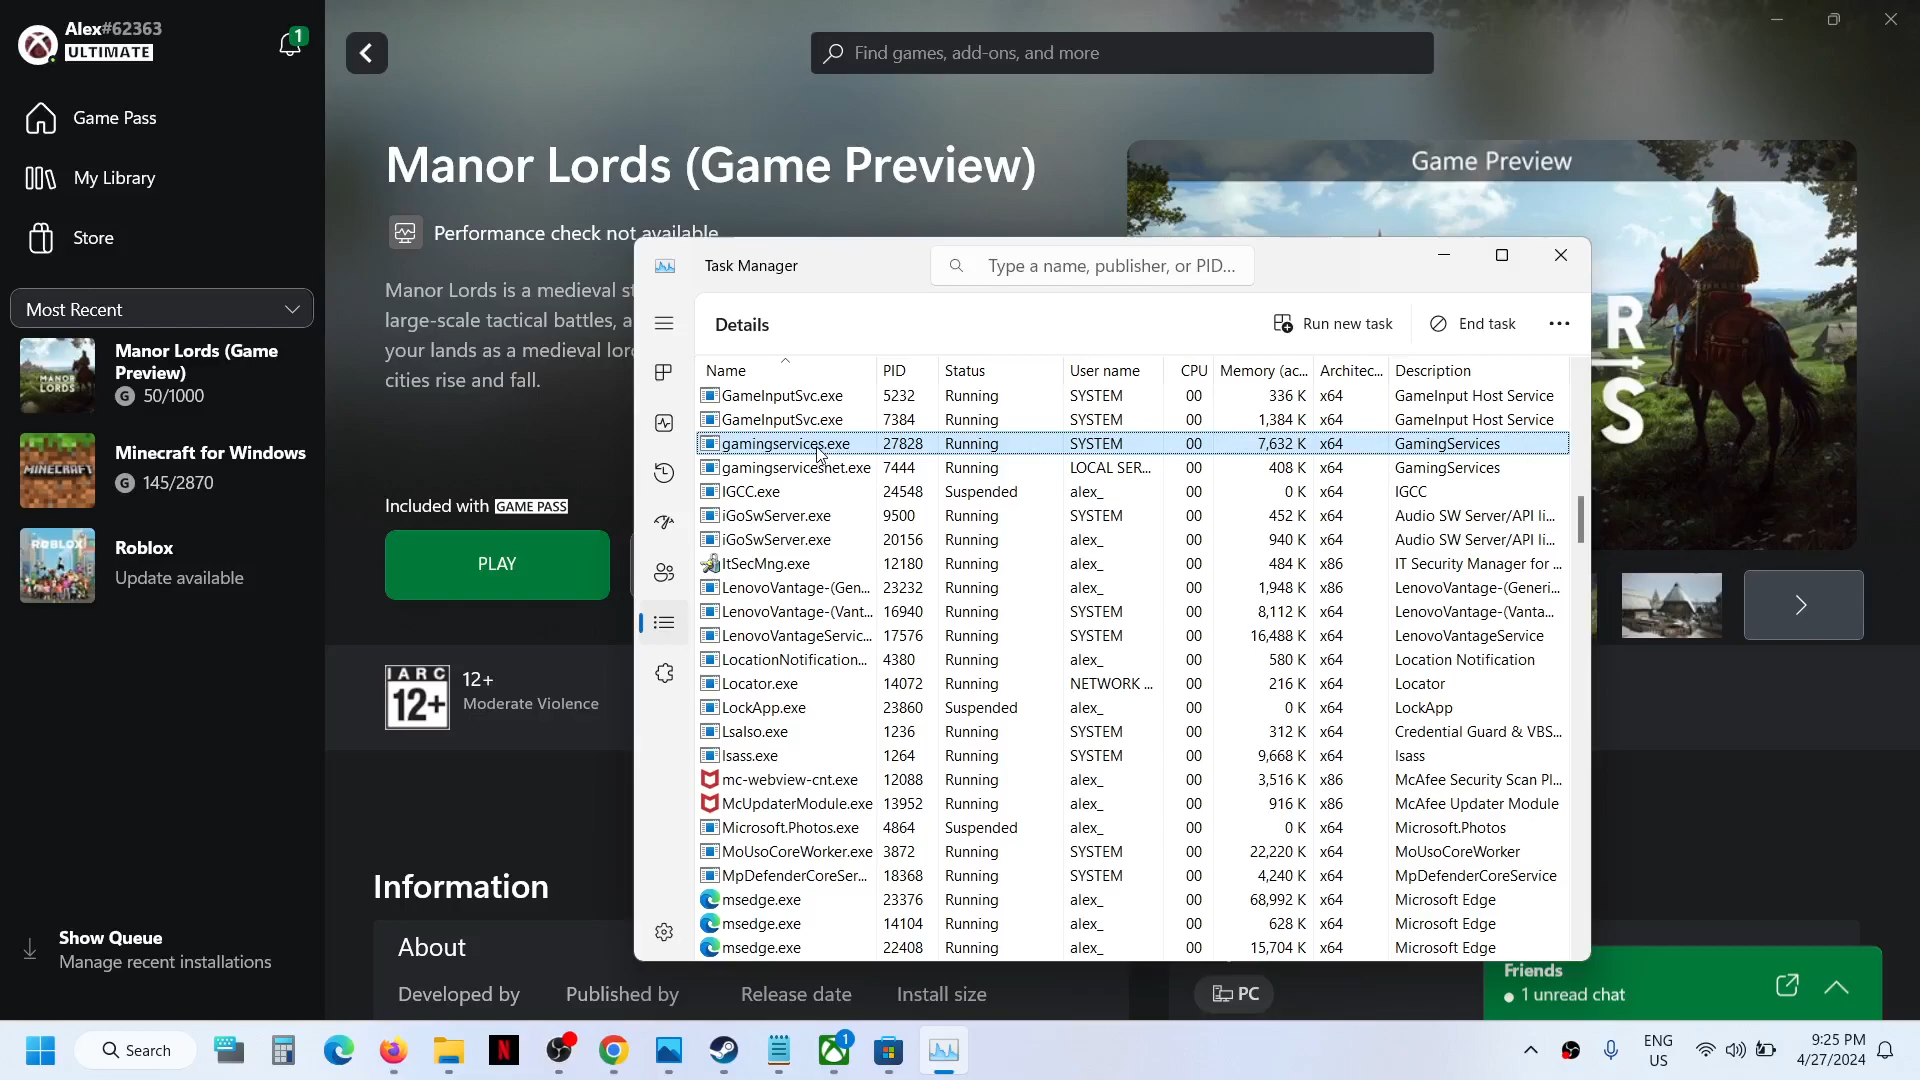 Alex#62363
ULTIMATE
1
Game Pass
My Library
Store
Most Recent
Manor Lords (Game
Preview)
G 50/1000
Minecraft for Windows
G 145/2870
Roblox
Update available
Show Queue
Manage recent installations
Find games, add-ons, and more
Manor Lords (Game Preview)
Performance check not available
Manor Lords is a medieval
large-scale tactical battles, a
your lands as a medieval
cities rise and fall.
Included with GAME PASS
PLAY
IARC
12+
12+
Moderate Violence
Information
About
Developed by Published by Release date Install size
Game Preview
PC
Friends
1 unread chat
Task Manager
Type a name, publisher, or PID...
Details
Run new task
End task
Name PID Status User name CPU Memory (ac... Architec... Description
GameInputSvc.exe 5232 Running SYSTEM 00 336 K x64 GameInput Host Service
GameInputSvc.exe 7384 Running SYSTEM 00 1,384 K x64 GameInput Host Service
gamingservices.exe 27828 Running SYSTEM 00 7,632 K x64 GamingServices
gamingservicesnet.exe 7444 Running LOCAL SER... 00 408 K x64 GamingServices
IGCC.exe 24548 Suspended alex_ 00 0 K x64 IGCC
iGoSwServer.exe 9500 Running SYSTEM 00 452 K x64 Audio SW Server/API li...
iGoSwServer.exe 20156 Running alex_ 00 940 K x64 Audio SW Server/API li...
ItSecMng.exe 12180 Running alex_ 00 484 K x86 IT Security Manager for ...
LenovoVantage-(Gen... 23232 Running alex_ 00 1,948 K x86 LenovoVantage-(Generi...
LenovoVantage-(Vant... 16940 Running SYSTEM 00 8,112 K x64 LenovoVantage-(Vanta...
LenovoVantageServic... 17576 Running SYSTEM 00 16,488 K x64 LenovoVantageService
LocationNotification... 4380 Running alex_ 00 580 K x64 Location Notification
Locator.exe 14072 Running NETWORK ... 00 216 K x64 Locator
LockApp.exe 23860 Suspended alex_ 00 0 K x64 LockApp
LsaIso.exe 1236 Running SYSTEM 00 312 K x64 Credential Guard & VBS...
lsass.exe 1264 Running SYSTEM 00 9,668 K x64 lsass
mc-webview-cnt.exe 12088 Running alex_ 00 3,516 K x86 McAfee Security Scan Pl...
McUpdaterModule.exe 13952 Running alex_ 00 916 K x86 McAfee Updater Module
Microsoft.Photos.exe 4864 Suspended alex_ 00 0 K x64 Microsoft.Photos
MoUsoCoreWorker.exe 3872 Running SYSTEM 00 22,220 K x64 MoUsoCoreWorker
MpDefenderCoreSer... 18368 Running SYSTEM 00 4,240 K x64 MpDefenderCoreService
msedge.exe 23376 Running alex_ 00 68,992 K x64 Microsoft Edge
msedge.exe 14104 Running alex_ 00 628 K x64 Microsoft Edge
msedge.exe 22408 Running alex_ 00 15,704 K x64 Microsoft Edge
Search
1
ENG
US
9:25 PM
4/27/2024